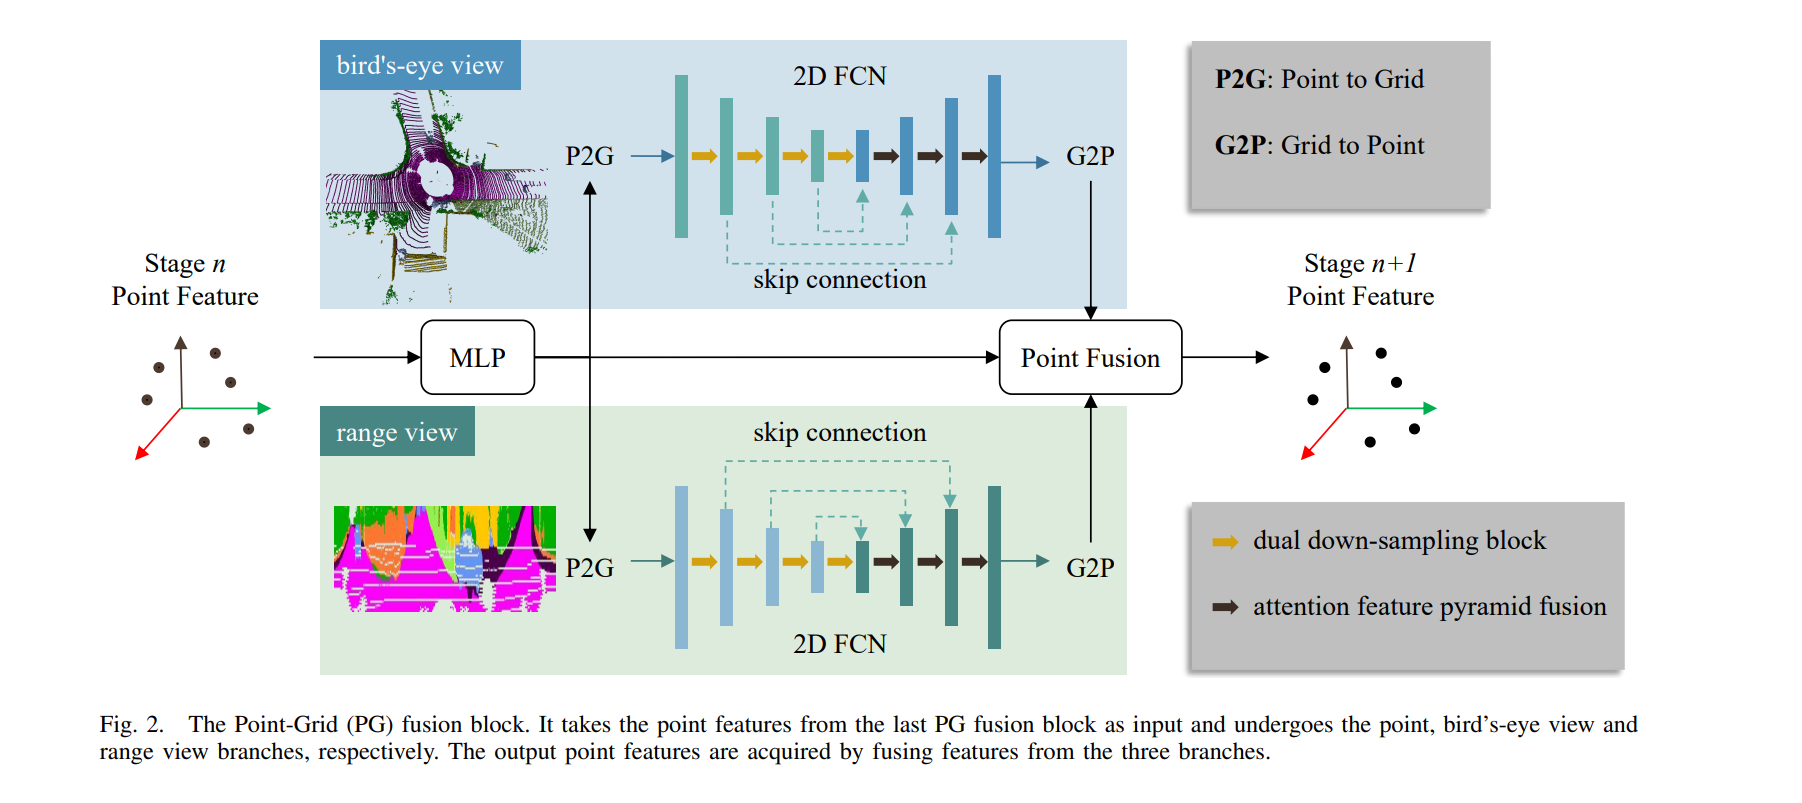 bird's-eye view
2D FCN
P2G
G2P
skip connection
P2G: Point to Grid
G2P: Grid to Point
Stage n
Point Feature
MLP
Point Fusion
Stage n+1
Point Feature
range view
skip connection
P2G
G2P
2D FCN
dual down-sampling block
attention feature pyramid fusion
Fig. 2. The Point-Grid (PG) fusion block. It takes the point features from the last PG fusion block as input and undergoes the point, bird’s-eye view and
range view branches, respectively. The output point features are acquired by fusing features from the three branches.